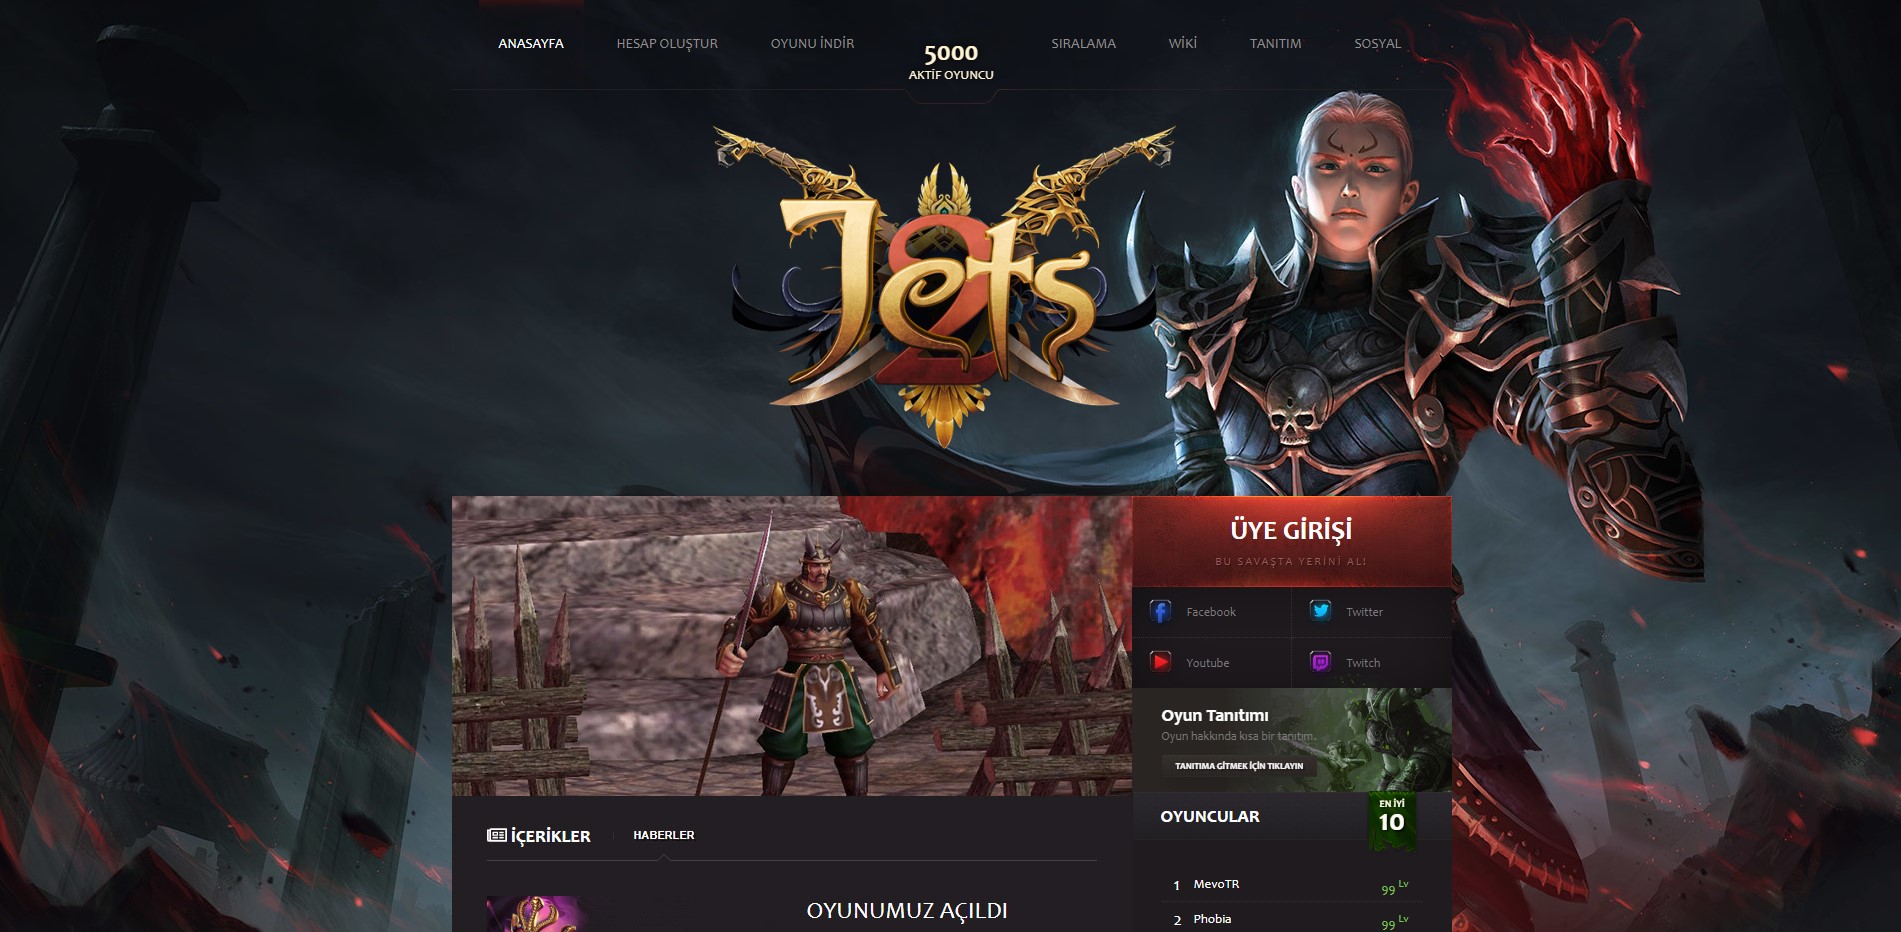 ANASAYFA
HESAP OLUŞTUR
OYUNU İNDİR
5000
AKTİF OYUNCU
SIRALAMA
WİKİ
TANITIM
SOSYAL
Jets
2
ÜYE GİRİŞİ
BU SAVAŞTA YERİNİ AL!
Facebook
Twitter
Youtube
Twitch
Oyun Tanıtımı
Oyun hakkında kısa bir tanıtım.
TANITIMA GİTMEK İÇİN TIKLAYIN
İÇERİKLER
HABERLER
OYUNCULAR
EN İYİ
10
1 MevoTR 99 Lv
2 Phobia 99 Lv
OYUNUMUZ AÇILDI